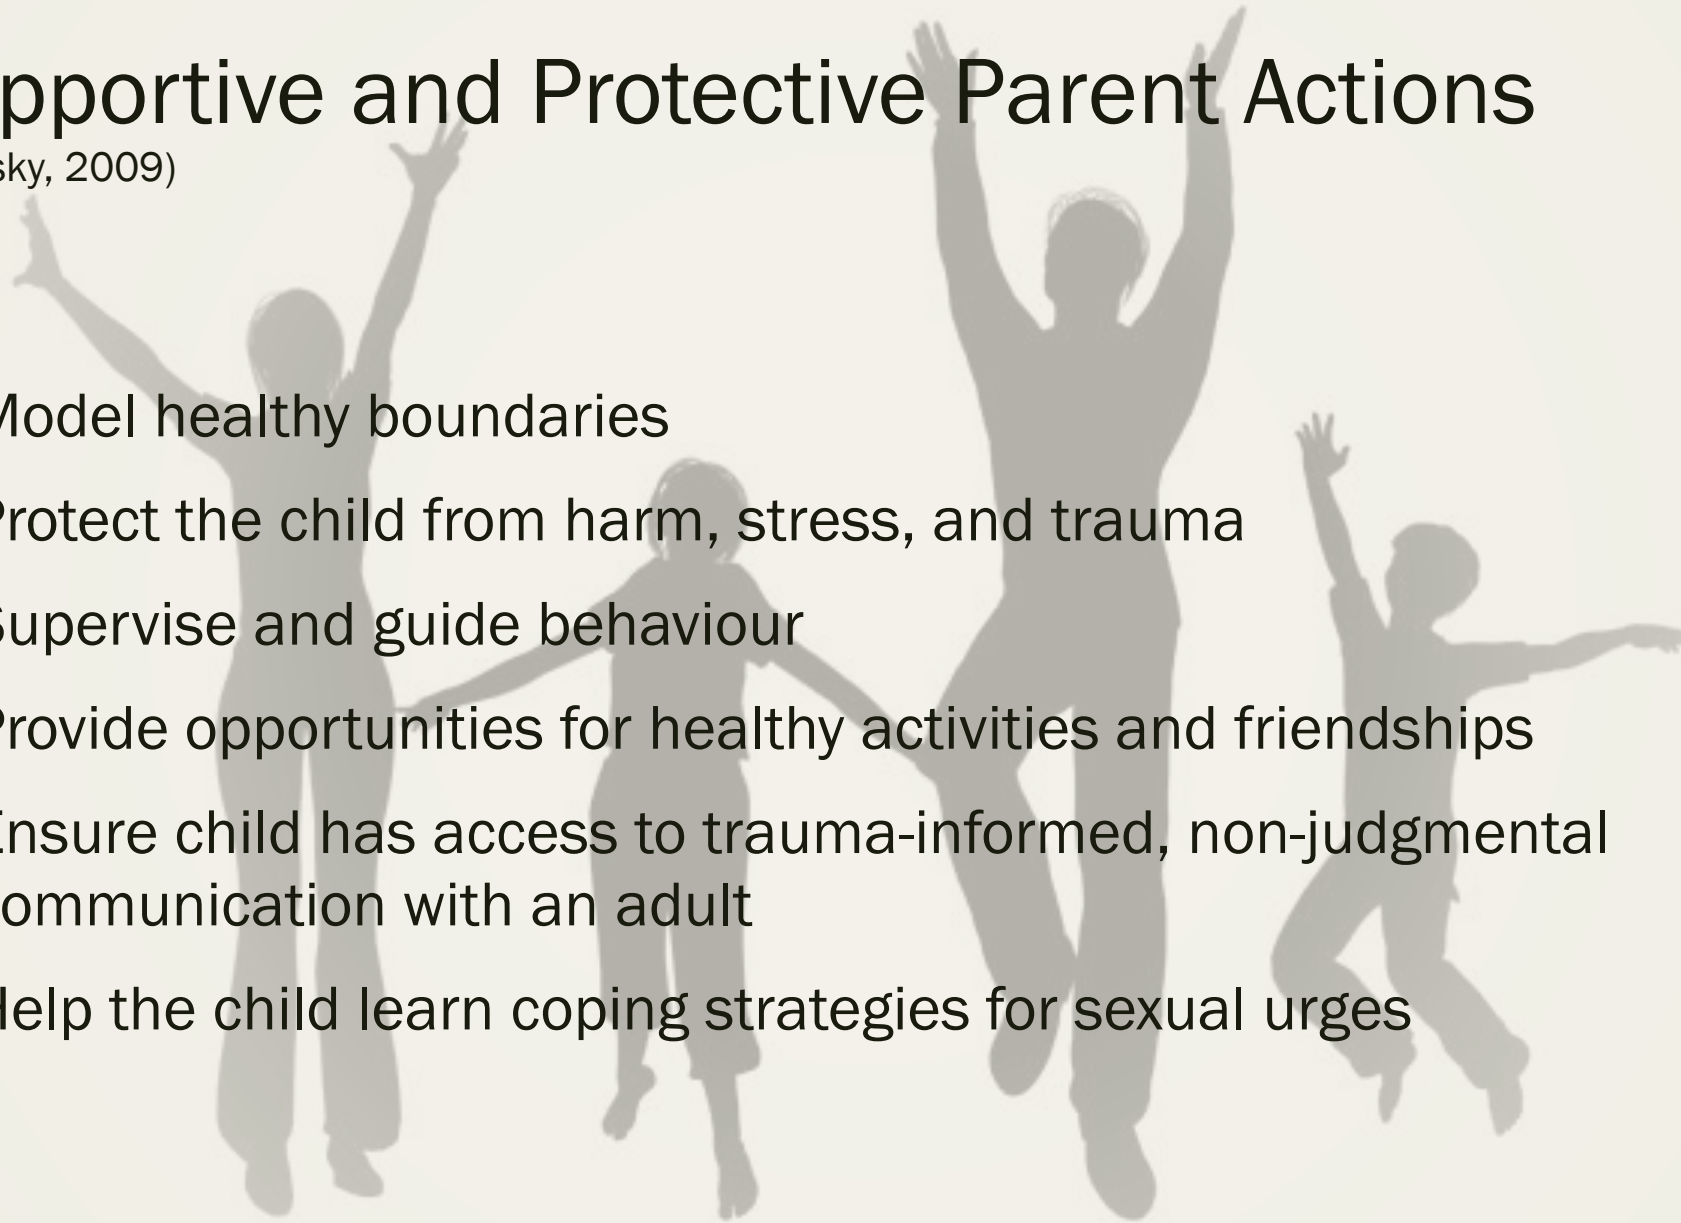 pportive and Protective Parent Actions
sky, 2009)
Model healthy boundaries
Protect the child from harm, stress, and trauma
Supervise and guide behaviour
Provide opportunities for healthy activities and friendships
Ensure child has access to trauma-informed, non-judgmental
ommunication with an adult
Help the child learn coping strategies for sexual urges